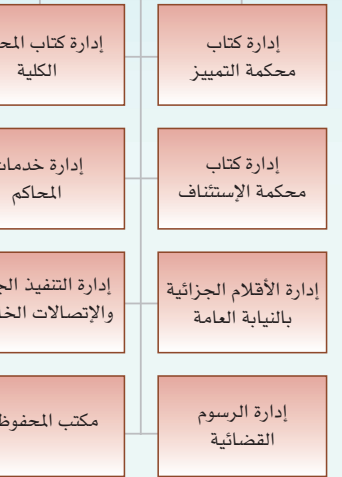 إدارة كتاب
محكمة التمييز
إدارة كتاب
الكلية
إدارة كتاب
محكمة الإستئناف
إدارة
المحاكم
إدارة الأقلام الجزائية
بالنيابة العامة
إدارة التنفيذ
والإتصالات
إدارة الرسوم
القضائية
مكتب